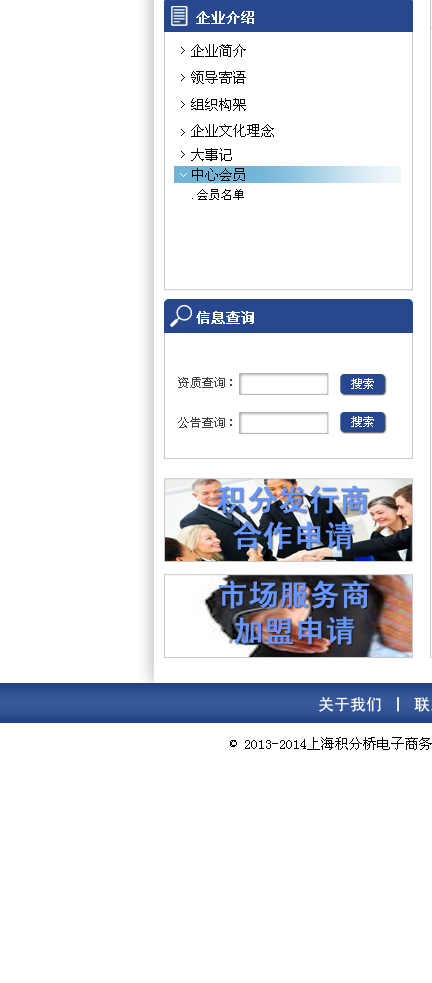 企业介绍
企业简介
领导寄语
组织构架
企业文化理念
大事记
中心会员
. 会员名单
信息查询
资质查询： 搜索
公告查询： 搜索
积分发行商
合作申请
市场服务商
加盟申请
关于我们 | 联
© 2013-2014上海积分桥电子商务